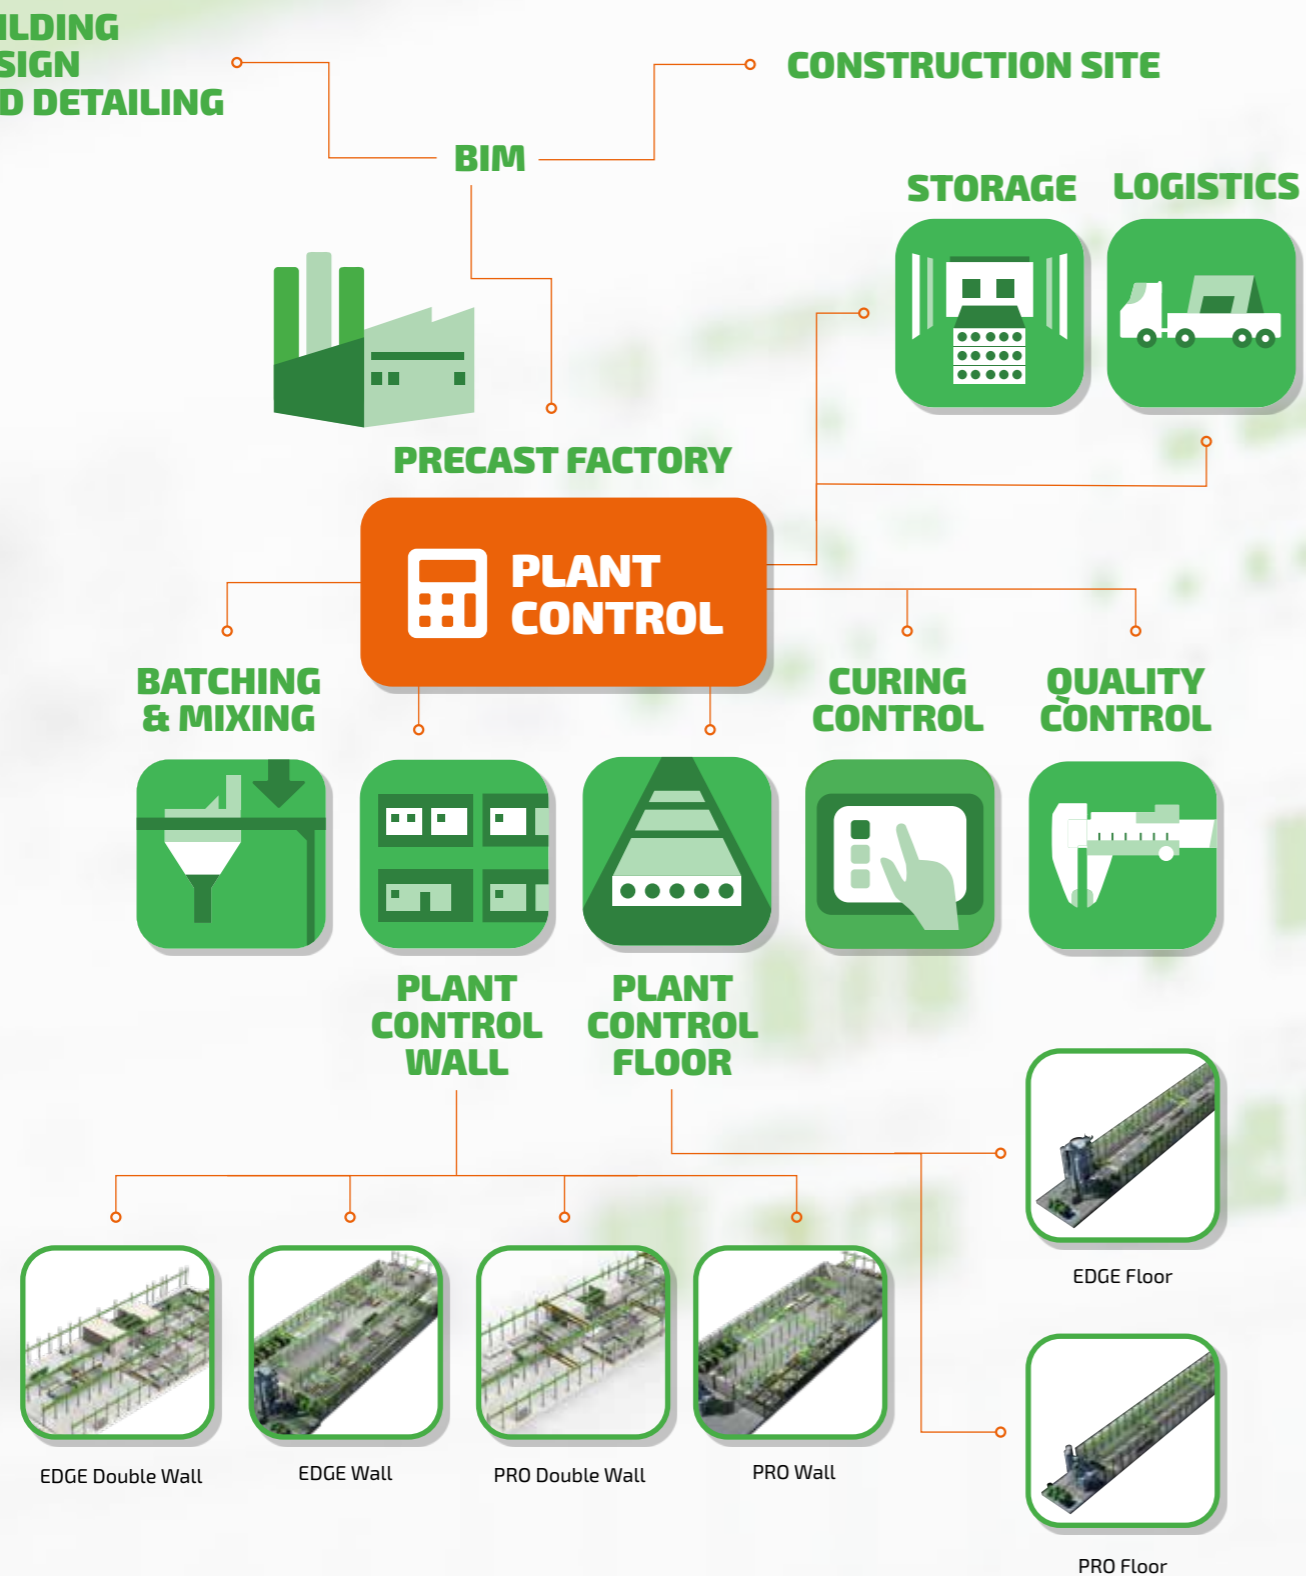 ILDING
SIGN
D DETAILING
CONSTRUCTION SITE
BIM
STORAGE
LOGISTICS
PRECAST FACTORY
PLANT
CONTROL
BATCHING
& MIXING
CURING
CONTROL
QUALITY
CONTROL
PLANT
CONTROL
WALL
PLANT
CONTROL
FLOOR
EDGE Floor
EDGE Double Wall
EDGE Wall
PRO Double Wall
PRO Wall
PRO Floor